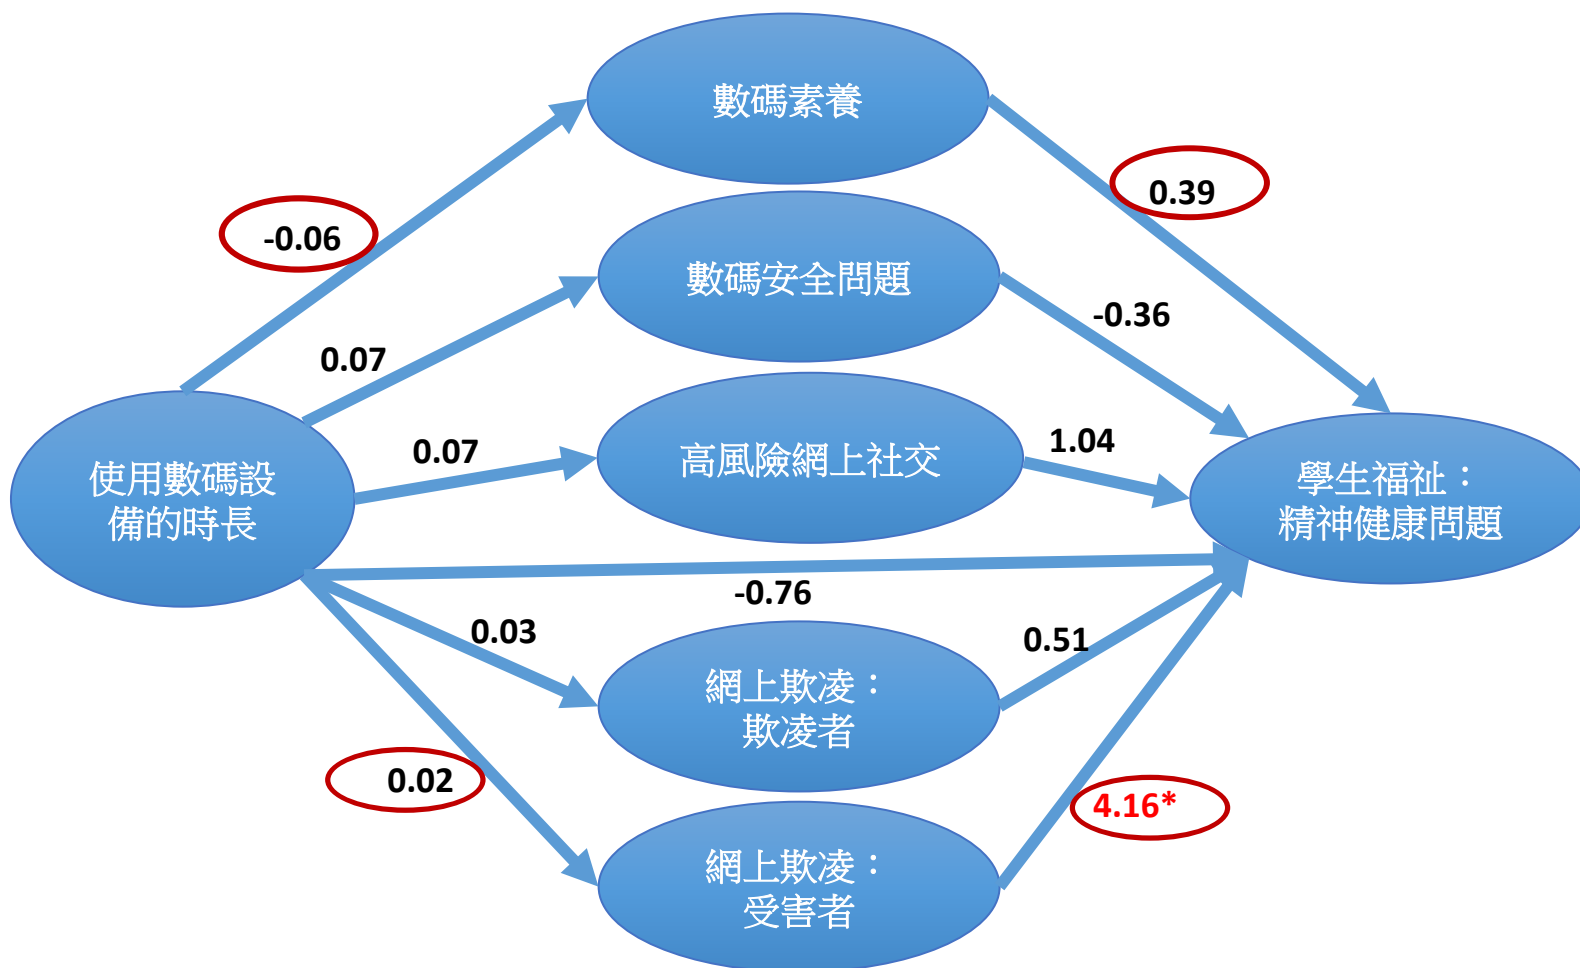 數碼素養
0.39
-0.06
數碼安全問題
-0.36
0.07
高風險網上社交
1.04
0.07
使用數碼設
備的時長
學生福祉：
精神健康問題
-0.76
0.03
0.51
網上欺凌：
欺凌者
0.02
4.16*
網上欺凌：
受害者